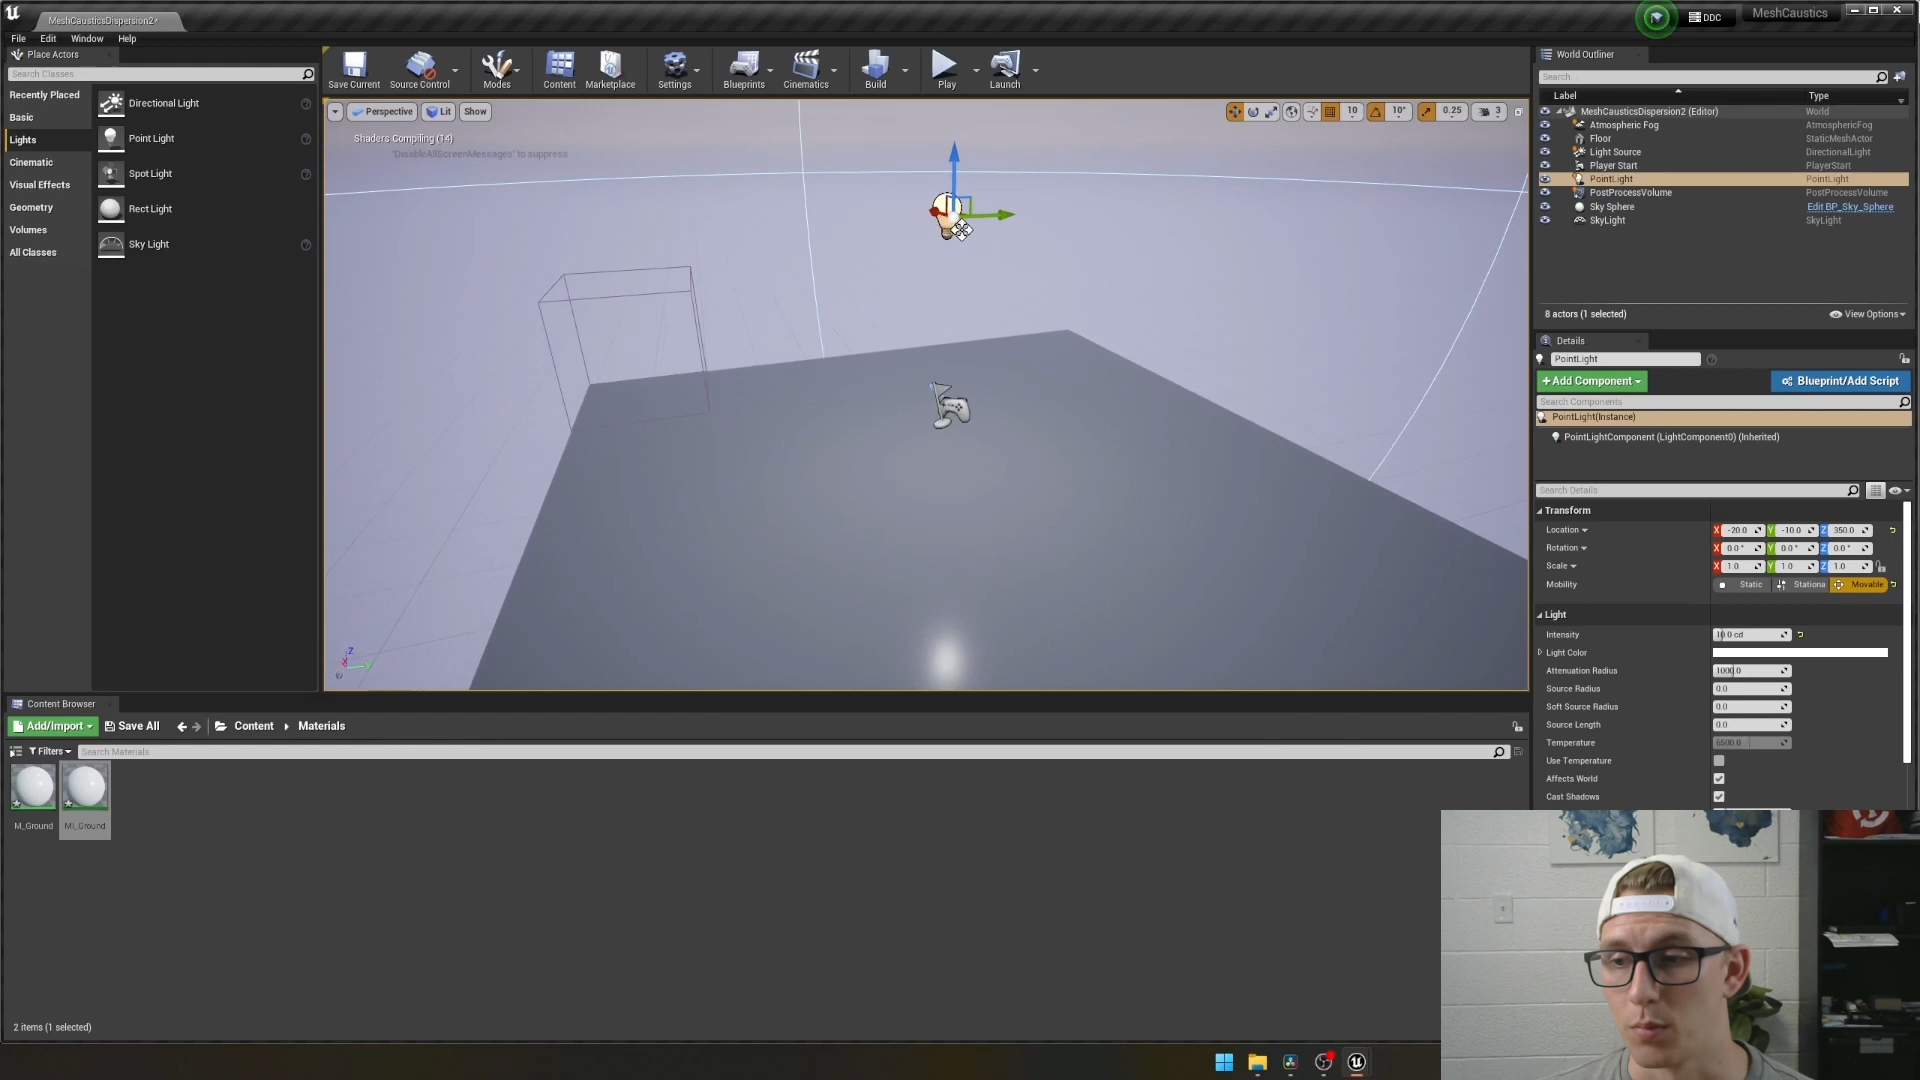 MeshCausticsDispersion2*
DDC
MeshCaustics
File Edit Window Help
Place Actors
Search Classes
Recently Placed
Basic
Lights
Cinematic
Visual Effects
Geometry
Volumes
All Classes
Directional Light
Point Light
Spot Light
Rect Light
Sky Light
Save Current
Source Control
Modes
Content
Marketplace
Settings
Blueprints
Cinematics
Build
Play
Launch
Perspective
Lit
Show
10
10°
0.25
3
Shaders Compiling (14)
'DisableAllScreenMessages' to suppress
Z
X
Y
World Outliner
Search...
Label Type
MeshCausticsDispersion2 (Editor) World
Atmospheric Fog AtmosphericFog
Floor StaticMeshActor
Light Source DirectionalLight
Player Start PlayerStart
PointLight PointLight
PostProcessVolume PostProcessVolume
Sky Sphere Edit BP_Sky_Sphere
SkyLight SkyLight
8 actors (1 selected)
View Options
Details
PointLight
+Add Component
Blueprint/Add Script
Search Components
PointLight(Instance)
PointLightComponent (LightComponent0) (Inherited)
Search Details
Transform
Location X -20.0 Y -10.0 Z 350.0
Rotation X 0.0° Y 0.0° Z 0.0°
Scale X 1.0 Y 1.0 Z 1.0
Mobility Static Stationa Movable
Light
Intensity 10.0 cd
Light Color
Attenuation Radius 1000.0
Source Radius 0.0
Soft Source Radius 0.0
Source Length 0.0
Temperature 6500.0
Use Temperature
Affects World
Cast Shadows
Content Browser
Add/Import
Save All
Content
Materials
Filters
Search Materials
M_Ground
MI_Ground
2 items (1 selected)